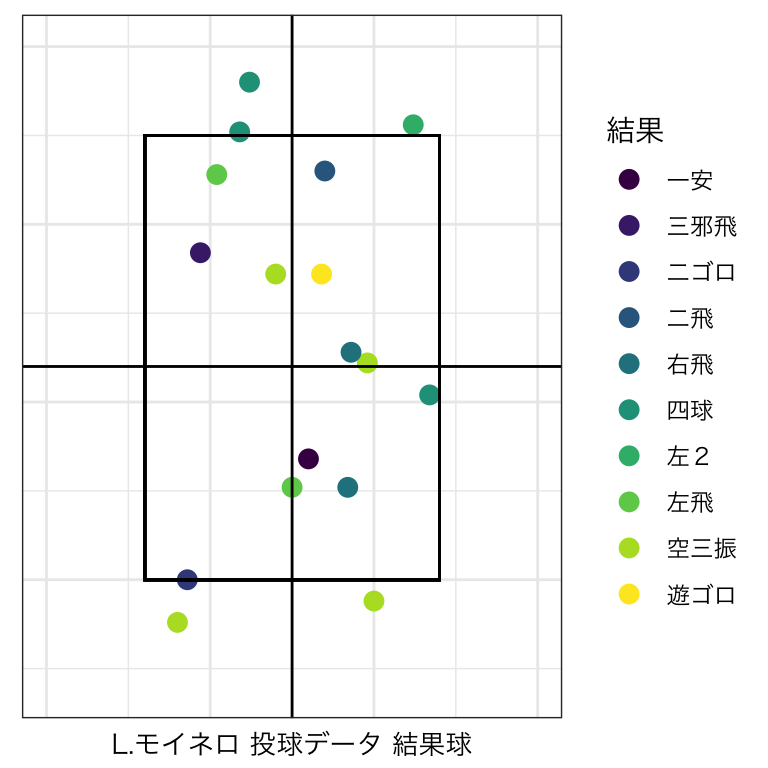 結果
一安
三邪飛
二ゴロ
二飛
右飛
四球
左２
左飛
空三振
遊ゴロ
L.モイネロ 投球データ 結果球